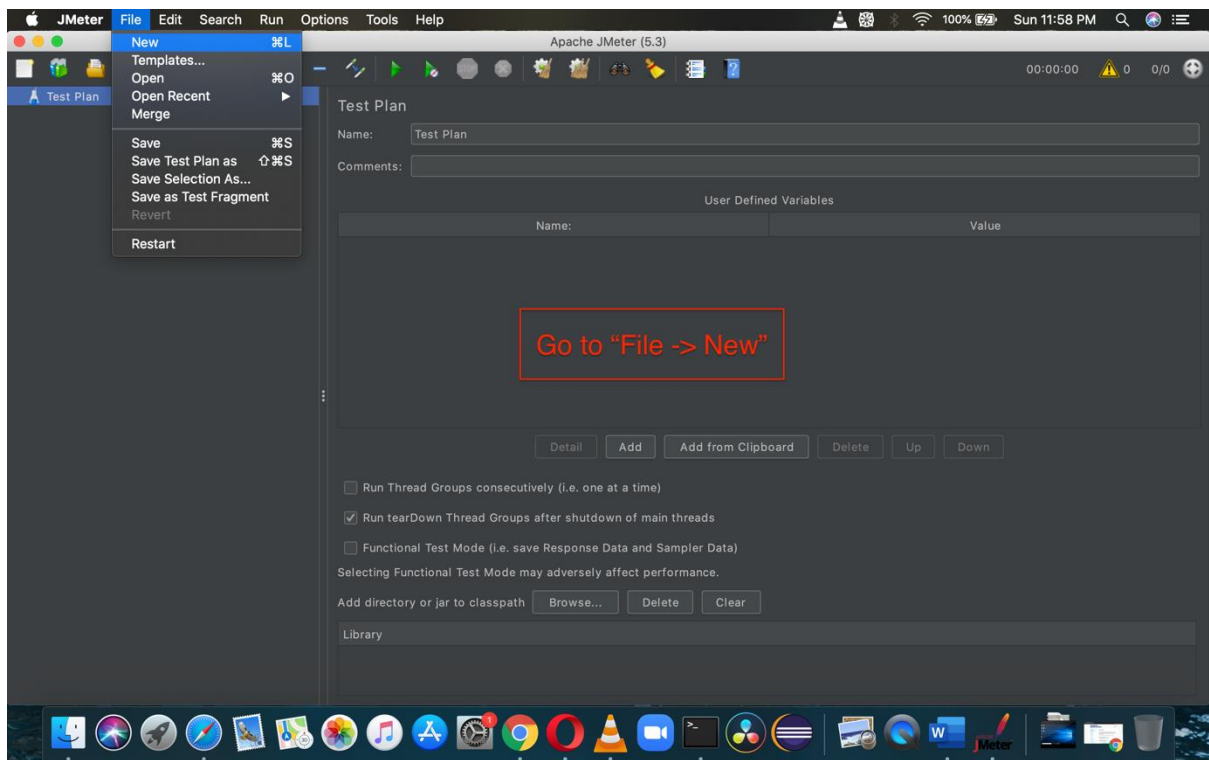 JMeter File Edit Search Run Options Tools Help 100% Sun 11:58 PM
Apache JMeter (5.3)
New ⌘L
Templates...
Open ⌘O
Open Recent ▶
Merge
Save ⌘S
Save Test Plan as ⇧⌘S
Save Selection As...
Save as Test Fragment
Revert
Restart
00:00:00 0 0/0
Test Plan
Test Plan
Name: Test Plan
Comments:
User Defined Variables
Name: Value
Go to “File -> New”
Detail Add Add from Clipboard Delete Up Down
Run Thread Groups consecutively (i.e. one at a time)
Run tearDown Thread Groups after shutdown of main threads
Functional Test Mode (i.e. save Response Data and Sampler Data)
Selecting Functional Test Mode may adversely affect performance.
Add directory or jar to classpath Browse... Delete Clear
Library
1
W
JMeter